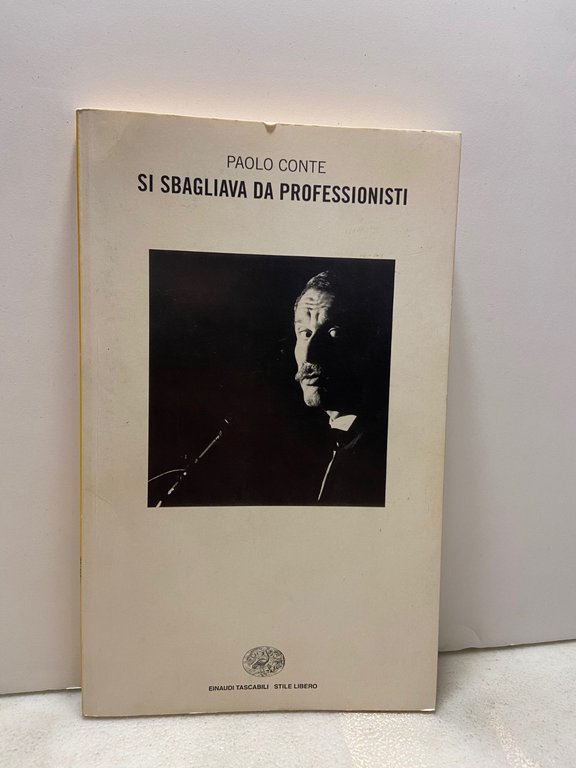 PAOLO CONTE
SI SBAGLIAVA DA PROFESSIONISTI
EINAUDI TASCABILI STILE LIBERO